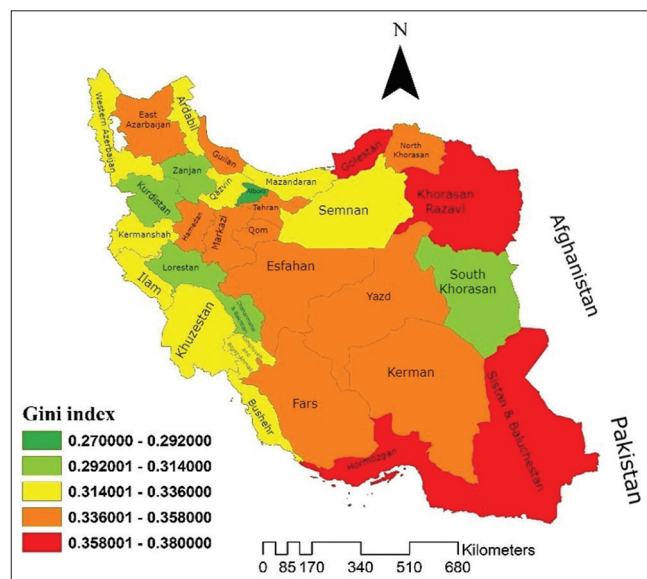 N
Western Azarbaijan
East
Azarbaijan
Ardabil
Guilan
Zanjan
Qazvin
Alborz
Mazandaran
Golestan
North
Khorasan
Khorasan
Razavi
Kurdistan
Hamedan
Markazi
Tehran
Qom
Semnan
Kermanshah
Lorestan
Ilam
Esfahan
Yazd
South
Khorasan
Khuzestan
Bushehr
Fars
Kerman
Hormozgan
Sistan & Baluchestan
Afghanistan
Pakistan
Gini index
0.270000 - 0.292000
0.292001 - 0.314000
0.314001 - 0.336000
0.336001 - 0.358000
0.358001 - 0.380000
Kilometers
0 85 170 340 510 680